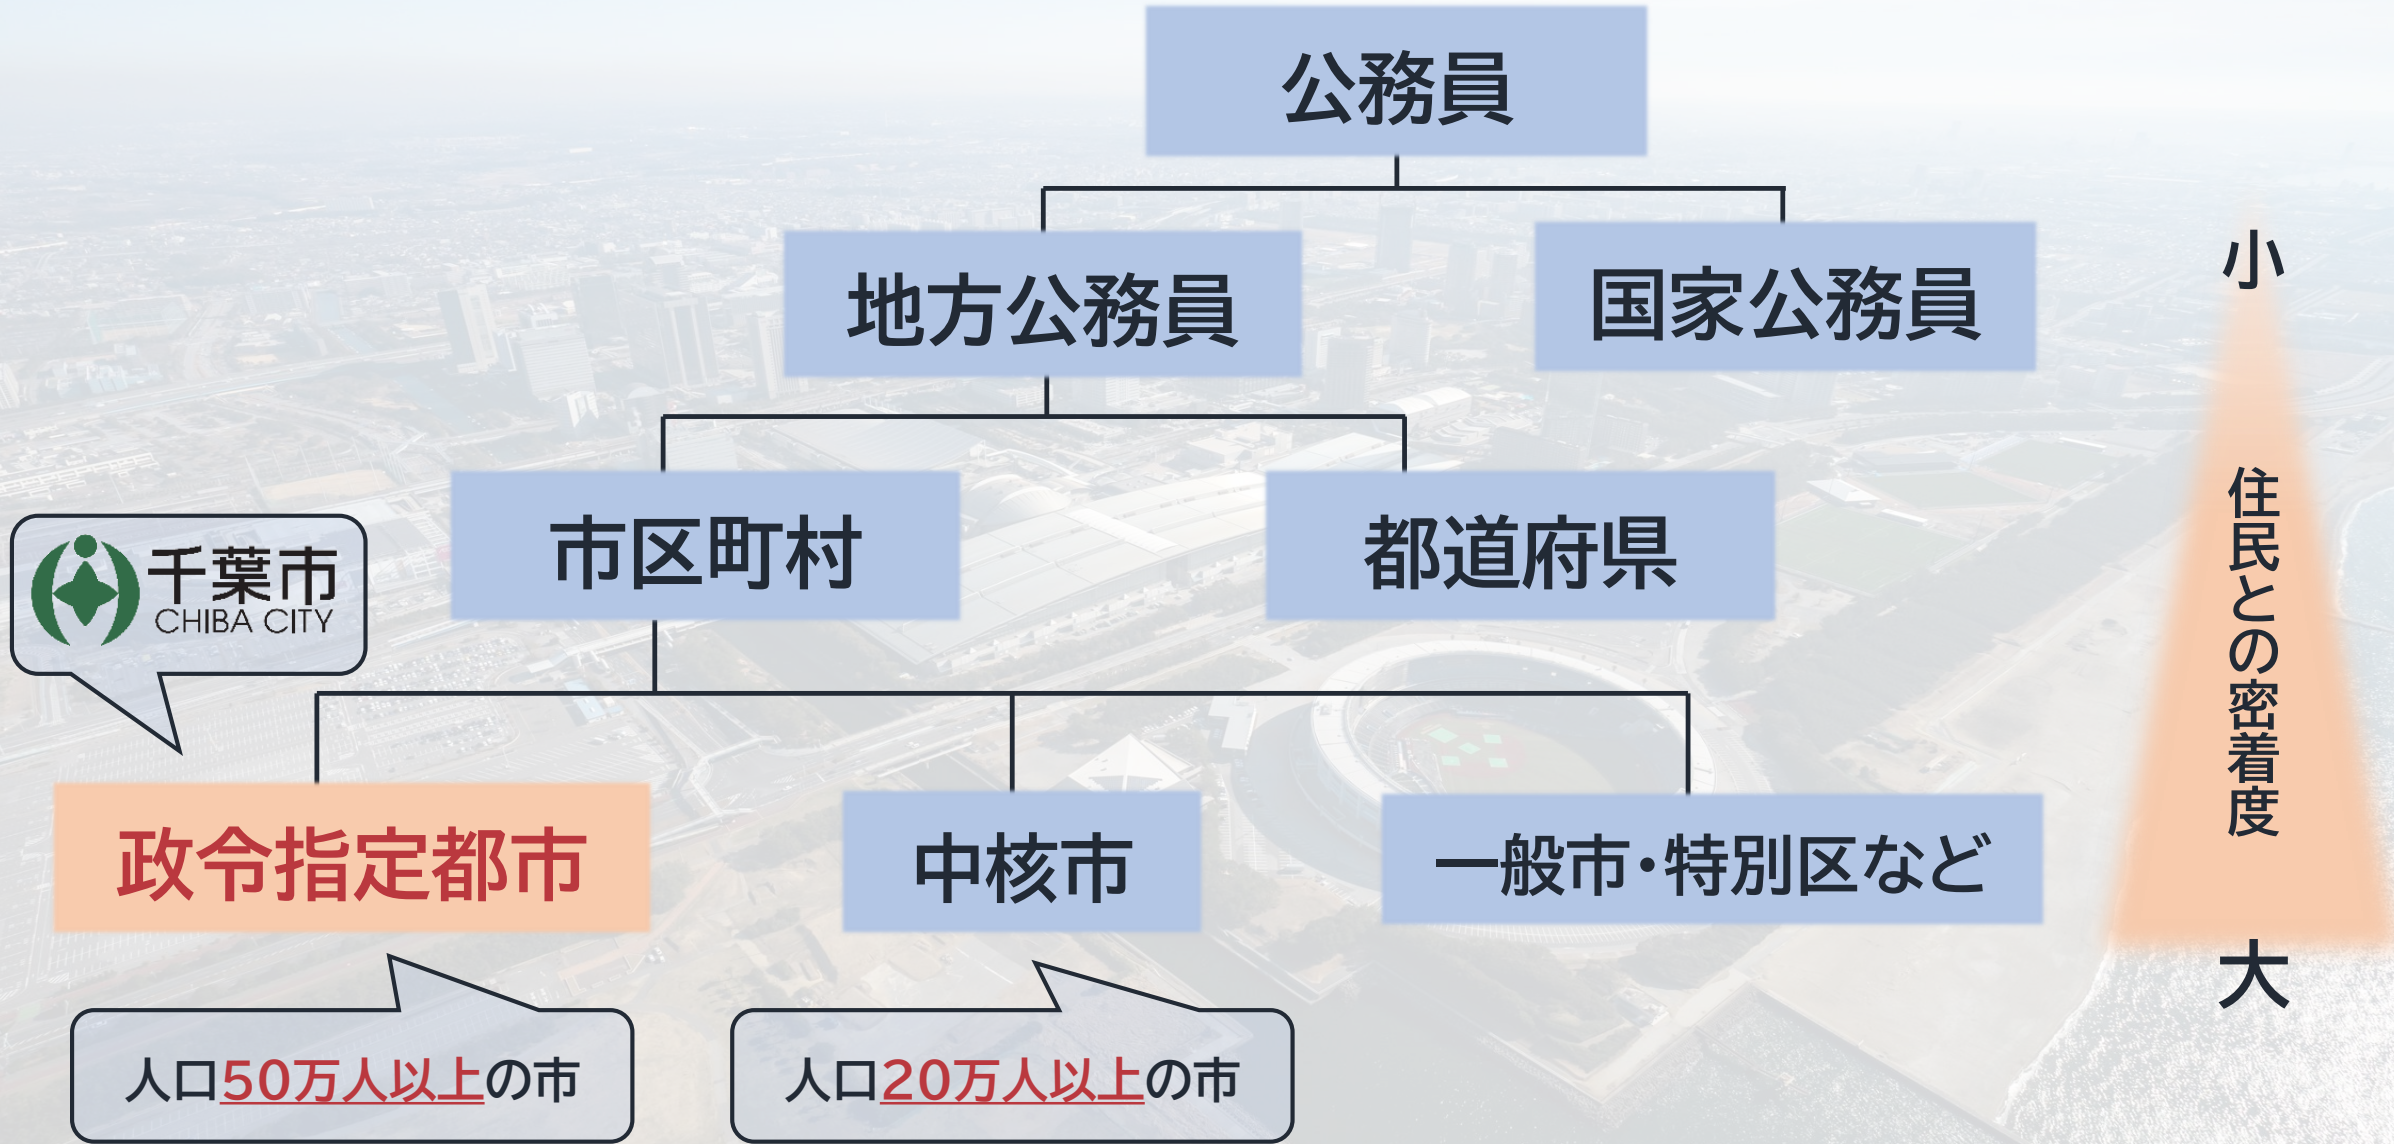 公務員
地方公務員
国家公務員
小
市区町村
都道府県
住民との密着度
千葉市
CHIBA CITY
政令指定都市
中核市
一般市・特別区など
大
人口50万人以上の市
人口20万人以上の市